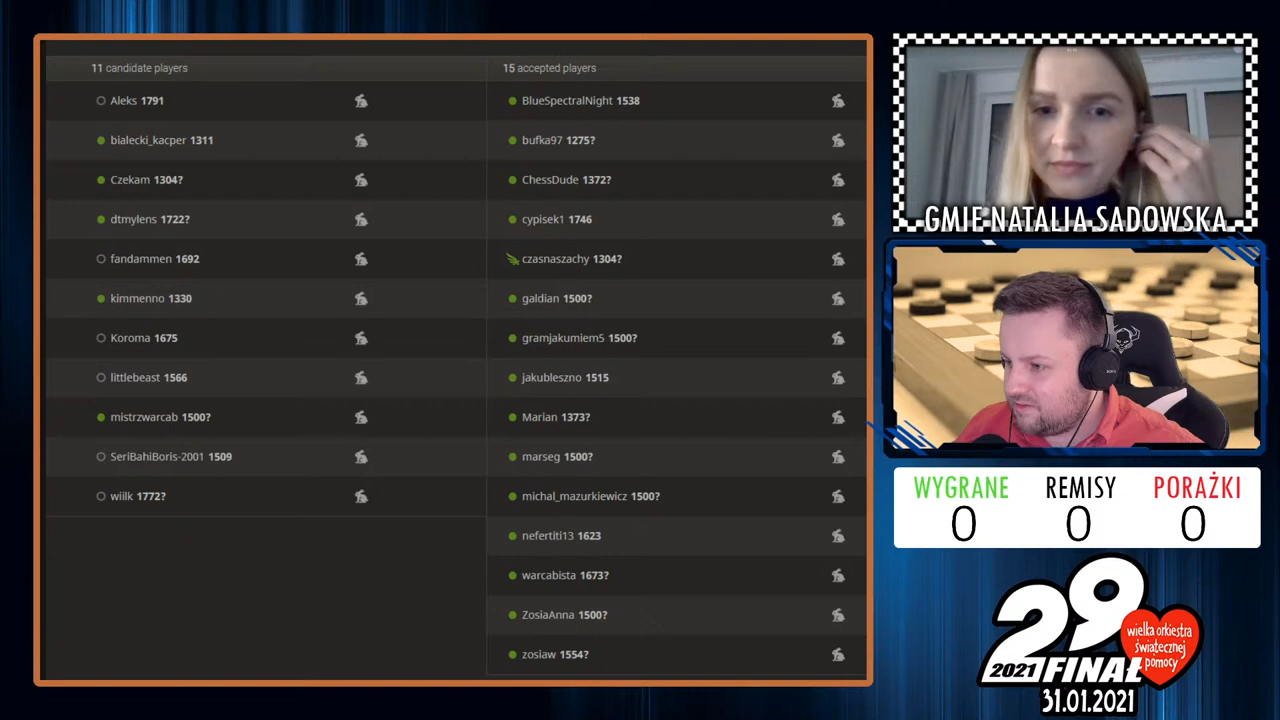 11 candidate players
Aleks 1791
bialecki_kacper 1311
Czekam 1304?
dtmylens 1722?
fandammen 1692
kimmenno 1330
Koroma 1675
littlebeast 1566
mistrzwarcab 1500?
SeriBahiBoris-2001 1509
wiilk 1772?
15 accepted players
BlueSpectralNight 1538
bufka97 1275?
ChessDude 1372?
cypisek1 1746
czasnaszachy 1304?
galdian 1500?
gramjakumiem5 1500?
jakubleszno 1515
Marian 1373?
marseg 1500?
michal_mazurkiewicz 1500?
nefertiti13 1623
warcabista 1673?
ZosiaAnna 1500?
zosiaw 1554?
GMIE NATALIA SADOWSKA
WYGRANE REMISY PORAŻKI
0 0 0
29
2021 FINAŁ
wielka orkiestra
świątecznej
pomocy
31.01.2021